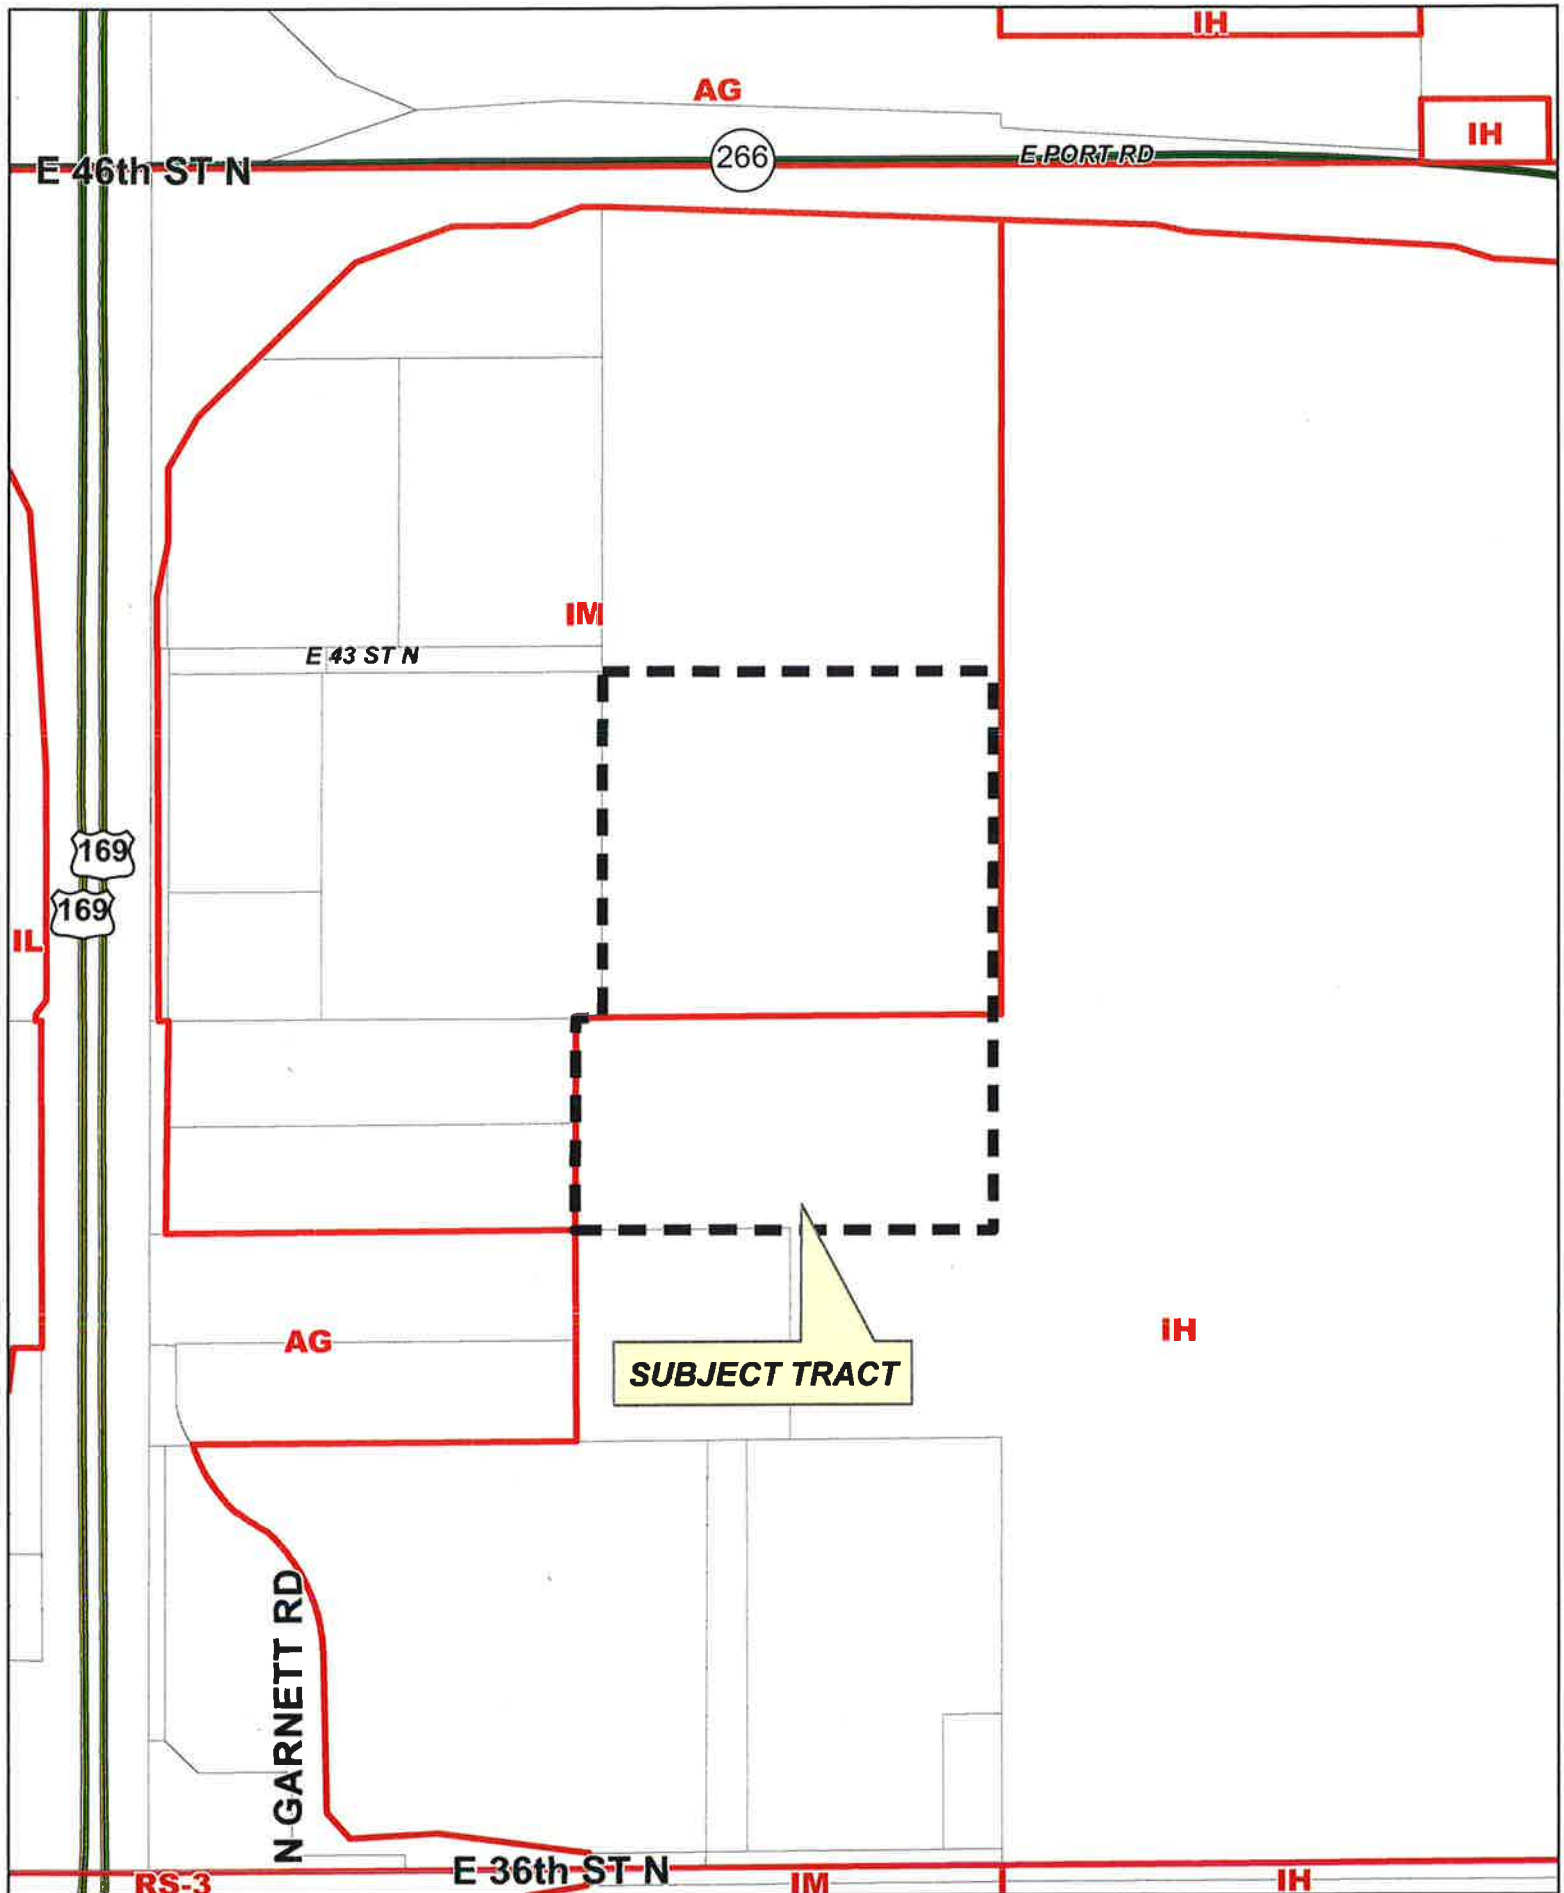 IH
AG
IH
E 46th ST N
266
E PORT RD
IM
E 43 ST N
169
169
IL
AG
IH
SUBJECT TRACT
N GARNETT RD
E 36th ST N
RS-3
IM
IH